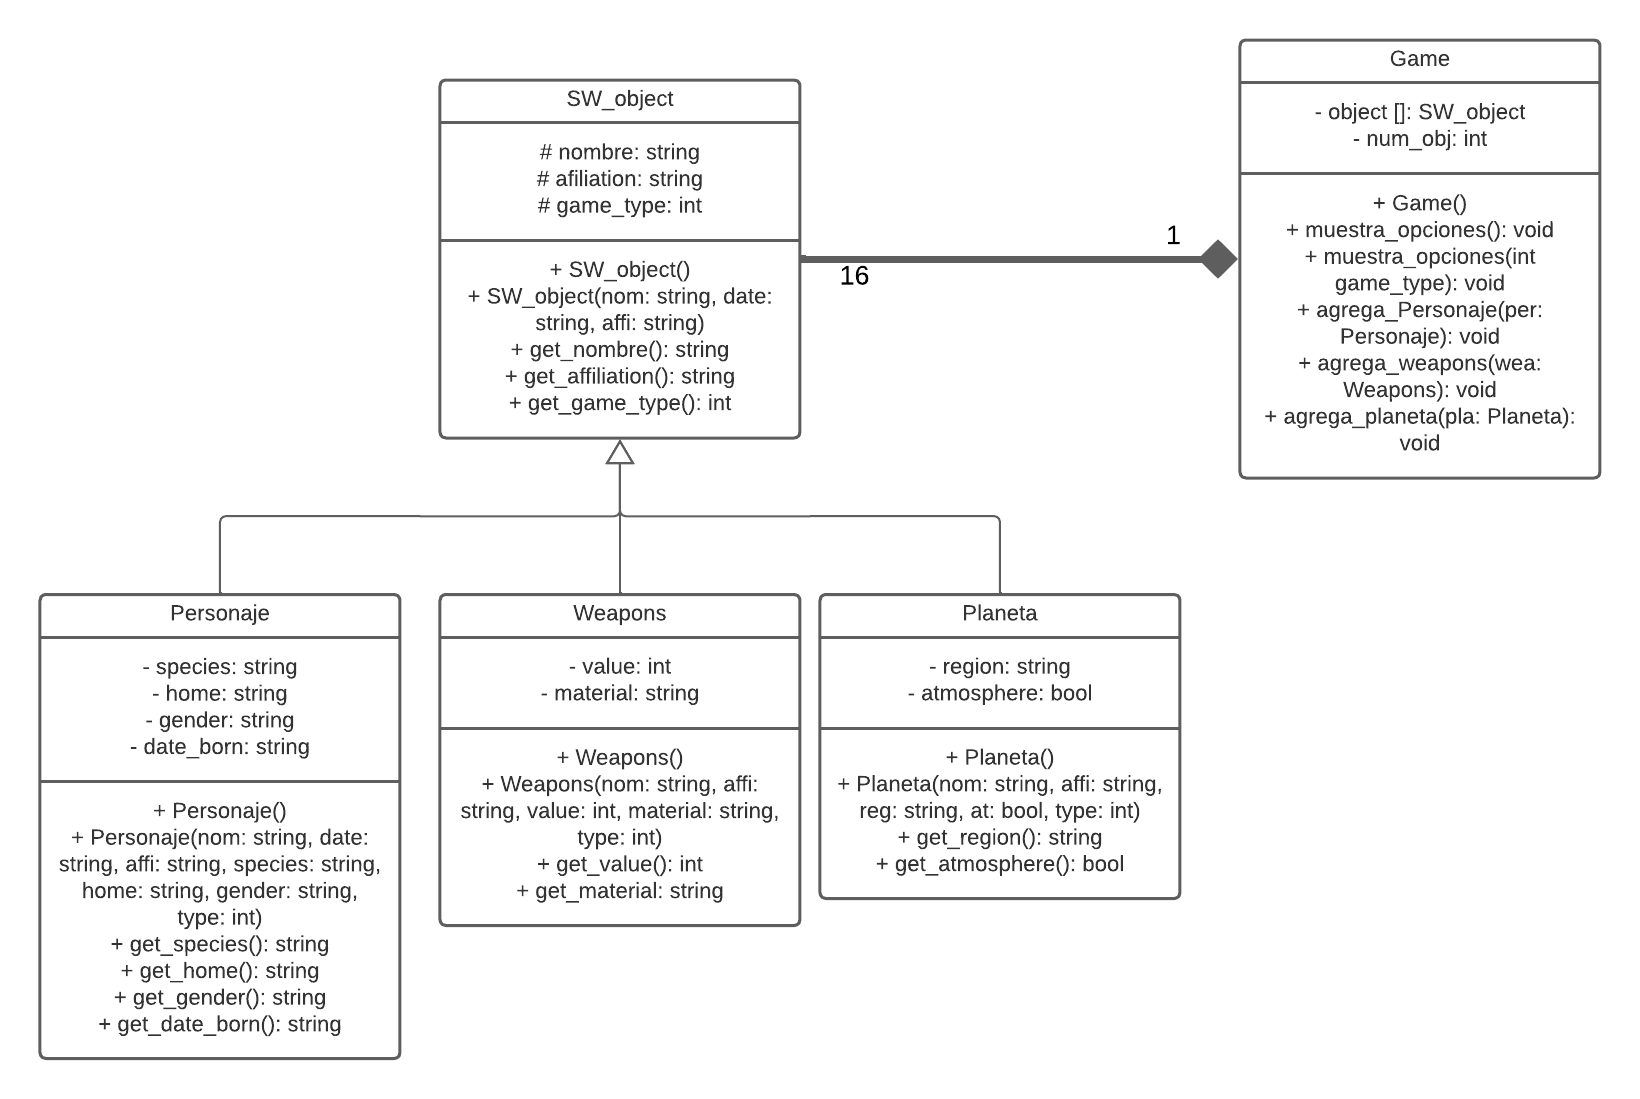 SW_object
# nombre: string
# afiliation: string
# game_type: int
+ SW_object()
+ SW_object(nom: string, date:
string, affi: string)
+ get_nombre(): string
+ get_affiliation(): string
+ get_game_type(): int
1
16
Game
- object []: SW_object
- num_obj: int
+ Game()
+ muestra_opciones(): void
+ muestra_opciones(int
game_type): void
+ agrega_Personaje(per:
Personaje): void
+ agrega_weapons(wea:
Weapons): void
+ agrega_planeta(pla: Planeta):
void
Personaje
- species: string
- home: string
- gender: string
- date_born: string
+ Personaje()
+ Personaje(nom: string, date:
string, affi: string, species: string,
home: string, gender: string,
type: int)
+ get_species(): string
+ get_home(): string
+ get_gender(): string
+ get_date_born(): string
Weapons
- value: int
- material: string
+ Weapons()
+ Weapons(nom: string, affi:
string, value: int, material: string,
type: int)
+ get_value(): int
+ get_material: string
Planeta
- region: string
- atmosphere: bool
+ Planeta()
+ Planeta(nom: string, affi: string,
reg: string, at: bool, type: int)
+ get_region(): string
+ get_atmosphere(): bool